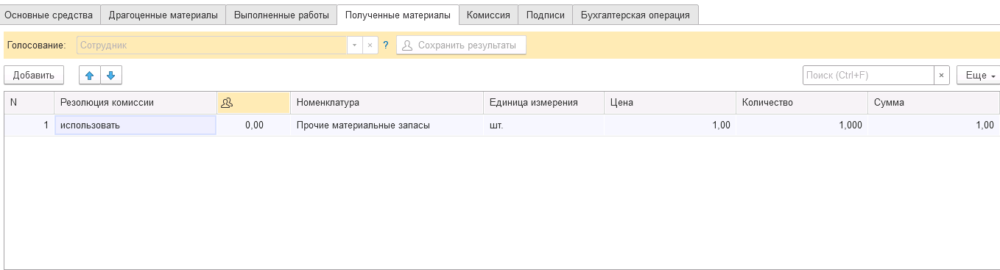 Основные средства Драгоценные материалы Выполненные работы Полученные материалы Комиссия Подписи Бухгалтерская операция
Голосование: Сотрудник ? Сохранить результаты
Добавить Поиск (Ctrl+F) × Еще
N Резолюция комиссии Номенклатура Единица измерения Цена Количество Сумма
1 использовать 0,00 Прочие материальные запасы шт. 1,00 1,000 1,00